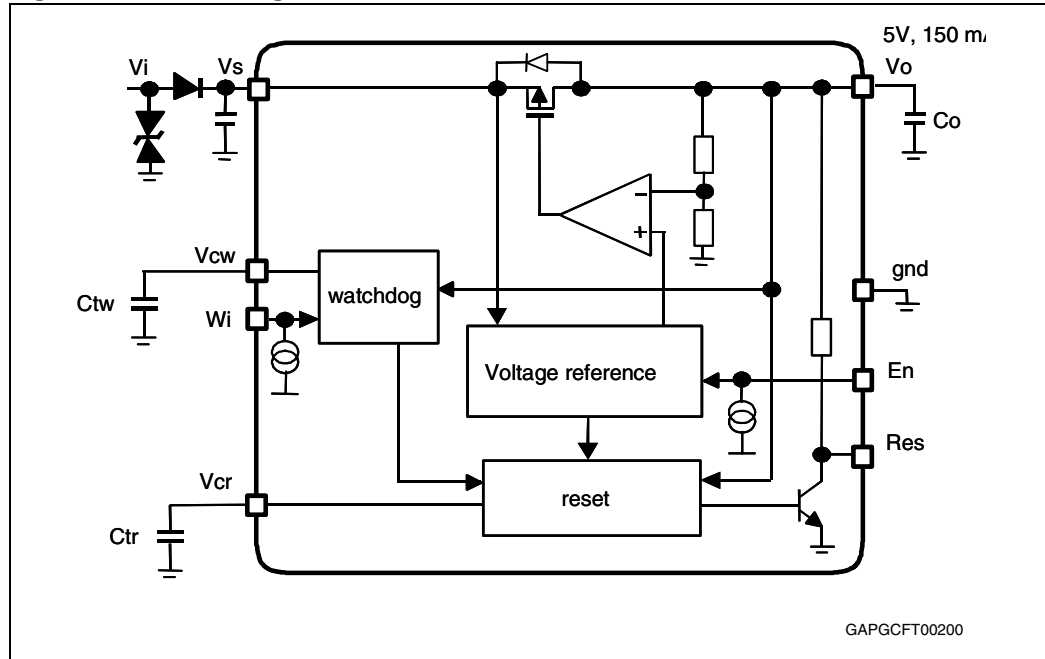 5V, 150 m
Vi
Vs
Vo
Co
−
+
Vcw
watchdog
gnd
Ctw
Wi
Voltage reference
En
Res
Vcr
reset
Ctr
GAPGCFT00200